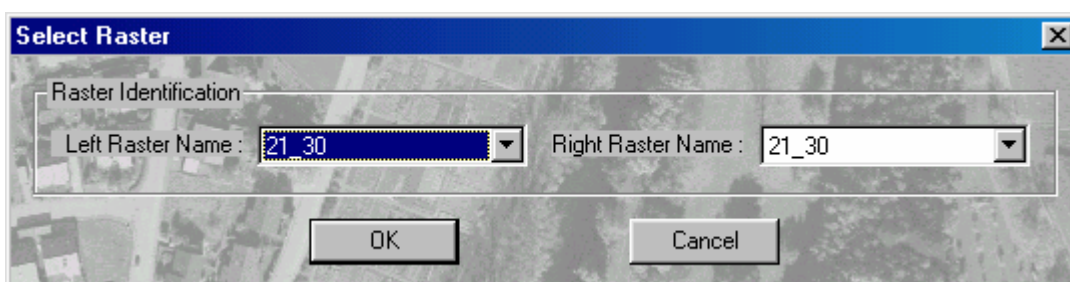 Select Raster
Raster Identification
Left Raster Name : 21_30 Right Raster Name : 21_30
OK Cancel